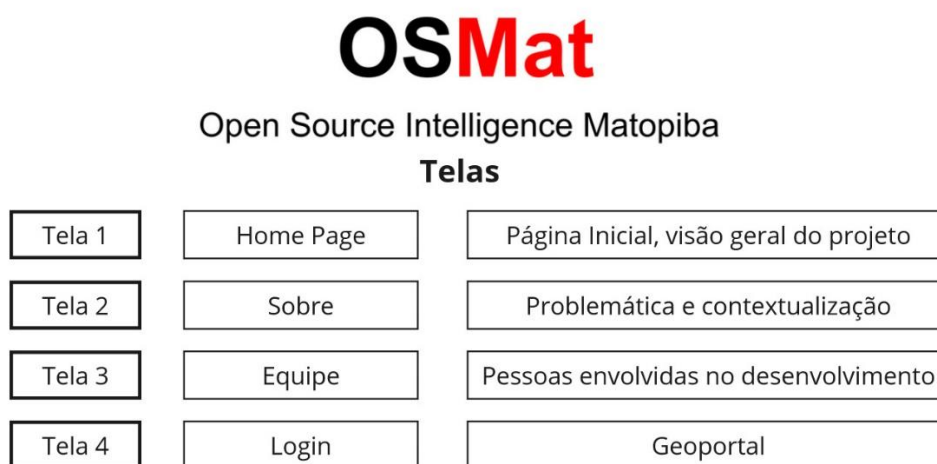 OSMat
Open Source Intelligence Matopiba
Telas
Tela 1 Home Page Página Inicial, visão geral do projeto
Tela 2 Sobre Problemática e contextualização
Tela 3 Equipe Pessoas envolvidas no desenvolvimento
Tela 4 Login Geoportal